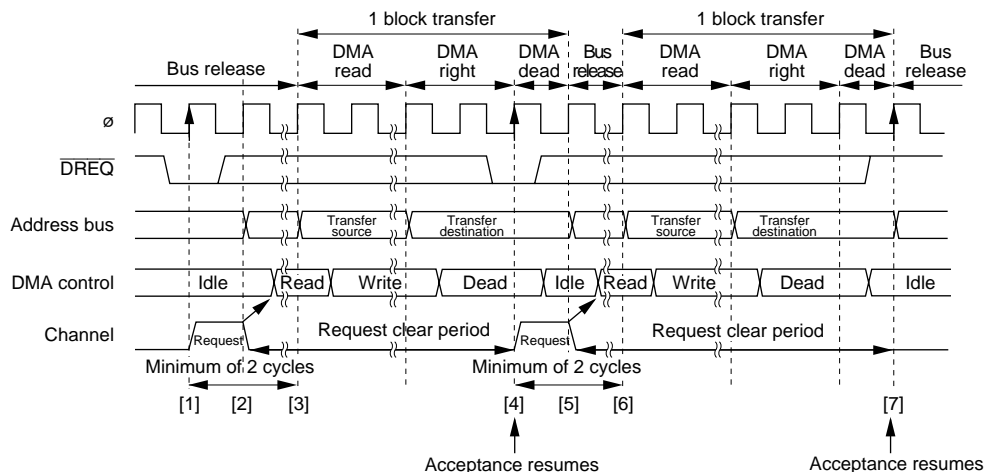 1 block transfer
1 block transfer
DMA
read
DMA
right
DMA
dead
Bus
release
DMA
read
DMA
right
DMA
dead
Bus
release
Bus release
ø
DREQ
Address bus
Transfer
source
Transfer
destination
Transfer
source
Transfer
destination
DMA control
Idle
Read
Write
Dead
Idle
Read
Write
Dead
Idle
Channel
Request
Request clear period
Request
Request clear period
Minimum of 2 cycles
Minimum of 2 cycles
[1]
[2]
[3]
[4]
[5]
[6]
[7]
Acceptance resumes
Acceptance resumes